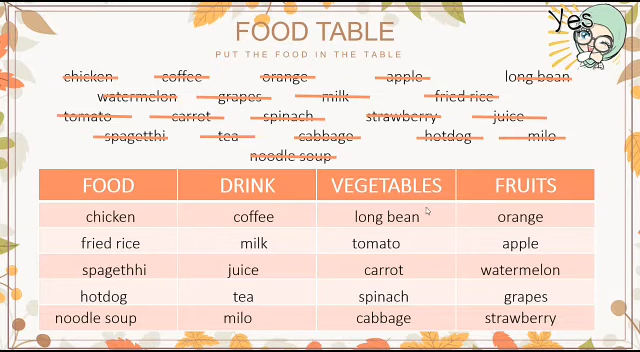 yes
FOOD TABLE
PUT THE FOOD IN THE TABLE
chicken coffee orange apple long bean
watermelon grapes milk fried rice
tomato carrot spinach strawberry juice
spagetthi tea cabbage hotdog milo
noodle soup
FOOD DRINK VEGETABLES FRUITS
chicken coffee long bean orange
fried rice milk tomato apple
spagethhi juice carrot watermelon
hotdog tea spinach grapes
noodle soup milo cabbage strawberry